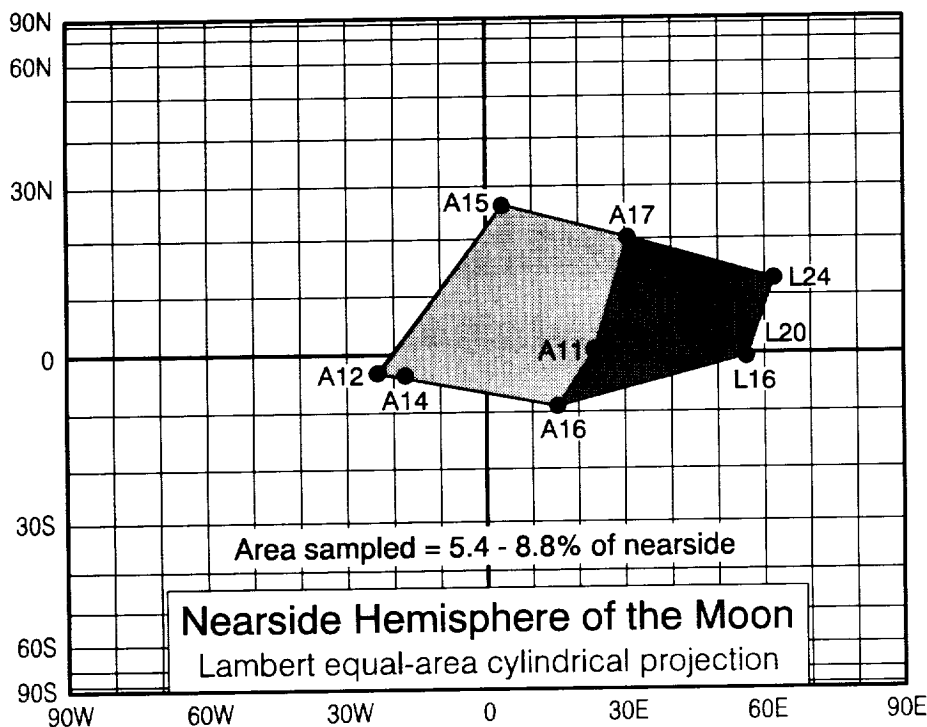 90N
60N
30N
0
30S
60S
90S
A15
A17
L24
L20
A11
L16
A12
A14
A16
Area sampled = 5.4 - 8.8% of nearside
Nearside Hemisphere of the Moon
Lambert equal-area cylindrical projection
90W
60W
30W
0
30E
60E
90E